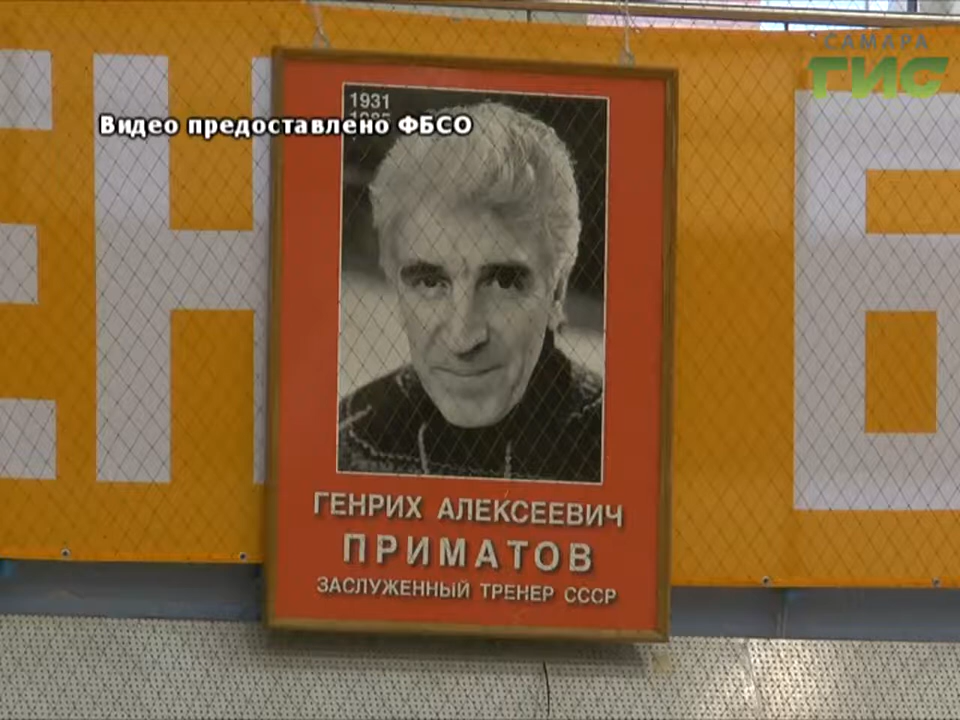 САМАРА
ГИС
1931
Видео предоставлено ФБСО
ГЕНРИХ АЛЕКСЕЕВИЧ
ПРИМАТОВ
ЗАСЛУЖЕННЫЙ ТРЕНЕР СССР